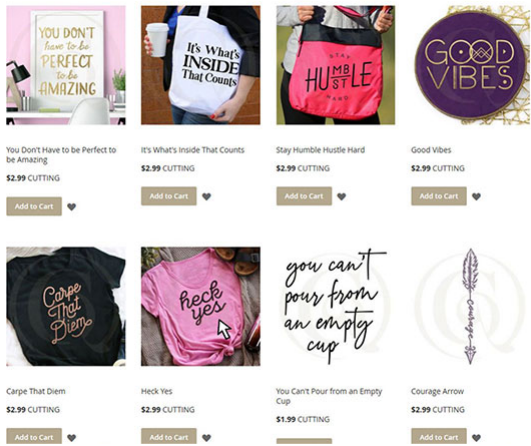 YOU DON'T
have to be
PERFECT
to be
AMAZING
It's What's
INSIDE
That Counts
STAY
HUMBLE
HUSTLE
HARD
GOOD
VIBES
You Don't Have to be Perfect to
be Amazing
It's What's Inside That Counts
Stay Humble Hustle Hard
Good Vibes
$2.99 CUTTING
$2.99 CUTTING
$2.99 CUTTING
$2.99 CUTTING
Add to Cart
Add to Cart
Add to Cart
Add to Cart
Carpe
That
Diem
heck
yes
you can't
pour from
an empty
cup
courage
Carpe That Diem
Heck Yes
You Can't Pour from an Empty
Cup
Courage Arrow
$2.99 CUTTING
$2.99 CUTTING
$1.99 CUTTING
$2.99 CUTTING
Add to Cart
Add to Cart
Add to Cart